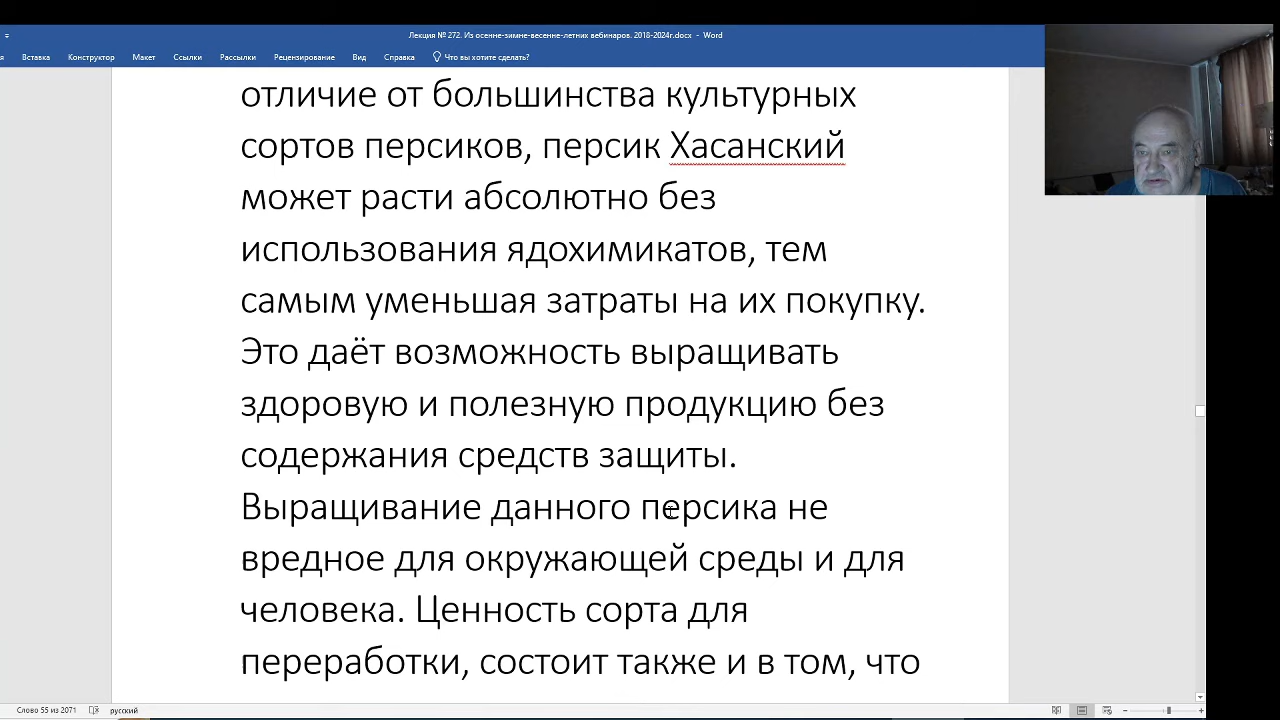 Лекция № 272. Из осенне-зимне-весенне-летних вебинаров. 2018-2024г.docx - Word
я Вставка Конструктор Макет Ссылки Рассылки Рецензирование Вид Справка Что вы хотите сделать?
отличие от большинства культурных
сортов персиков, персик Хасанский
может расти абсолютно без
использования ядохимикатов, тем
самым уменьшая затраты на их покупку.
Это даёт возможность выращивать
здоровую и полезную продукцию без
содержания средств защиты.
Выращивание данного персика не
вредное для окружающей среды и для
человека. Ценность сорта для
переработки, состоит также и в том, что
Слово 55 из 2071 русский